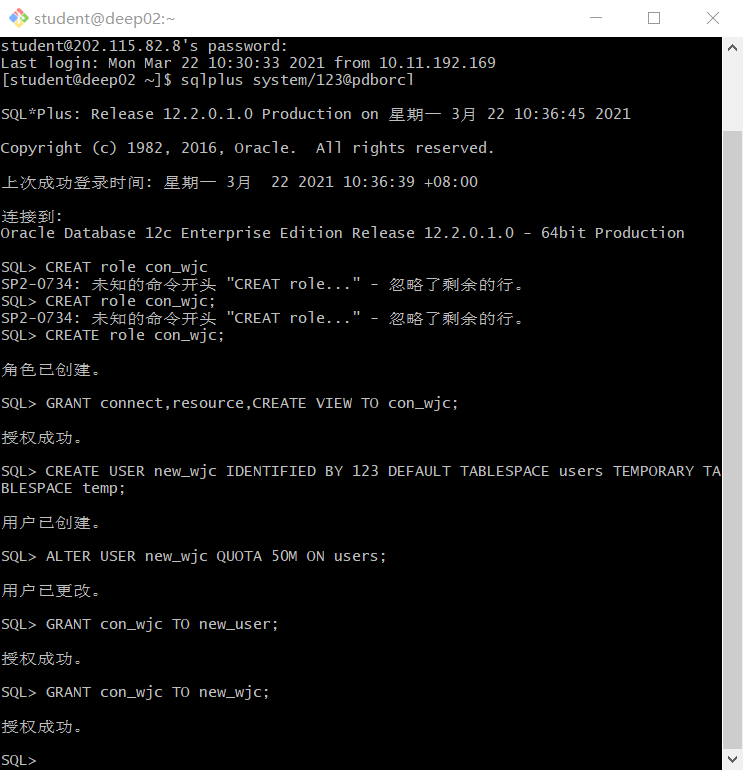 student@deep02:~
student@202.115.82.8's password:
Last login: Mon Mar 22 10:30:33 2021 from 10.11.192.169
[student@deep02 ~]$ sqlplus system/123@pdborcl
SQL*Plus: Release 12.2.0.1.0 Production on 星期一 3月 22 10:36:45 2021
Copyright (c) 1982, 2016, Oracle.  All rights reserved.
上次成功登录时间: 星期一 3月  22 2021 10:36:39 +08:00
连接到:
Oracle Database 12c Enterprise Edition Release 12.2.0.1.0 - 64bit Production
SQL> CREAT role con_wjc
SP2-0734: 未知的命令开头 "CREAT role..." - 忽略了剩余的行。
SQL> CREAT role con_wjc;
SP2-0734: 未知的命令开头 "CREAT role..." - 忽略了剩余的行。
SQL> CREATE role con_wjc;
角色已创建。
SQL> GRANT connect,resource,CREATE VIEW TO con_wjc;
授权成功。
SQL> CREATE USER new_wjc IDENTIFIED BY 123 DEFAULT TABLESPACE users TEMPORARY TA
BLESPACE temp;
用户已创建。
SQL> ALTER USER new_wjc QUOTA 50M ON users;
用户已更改。
SQL> GRANT con_wjc TO new_user;
授权成功。
SQL> GRANT con_wjc TO new_wjc;
授权成功。
SQL>